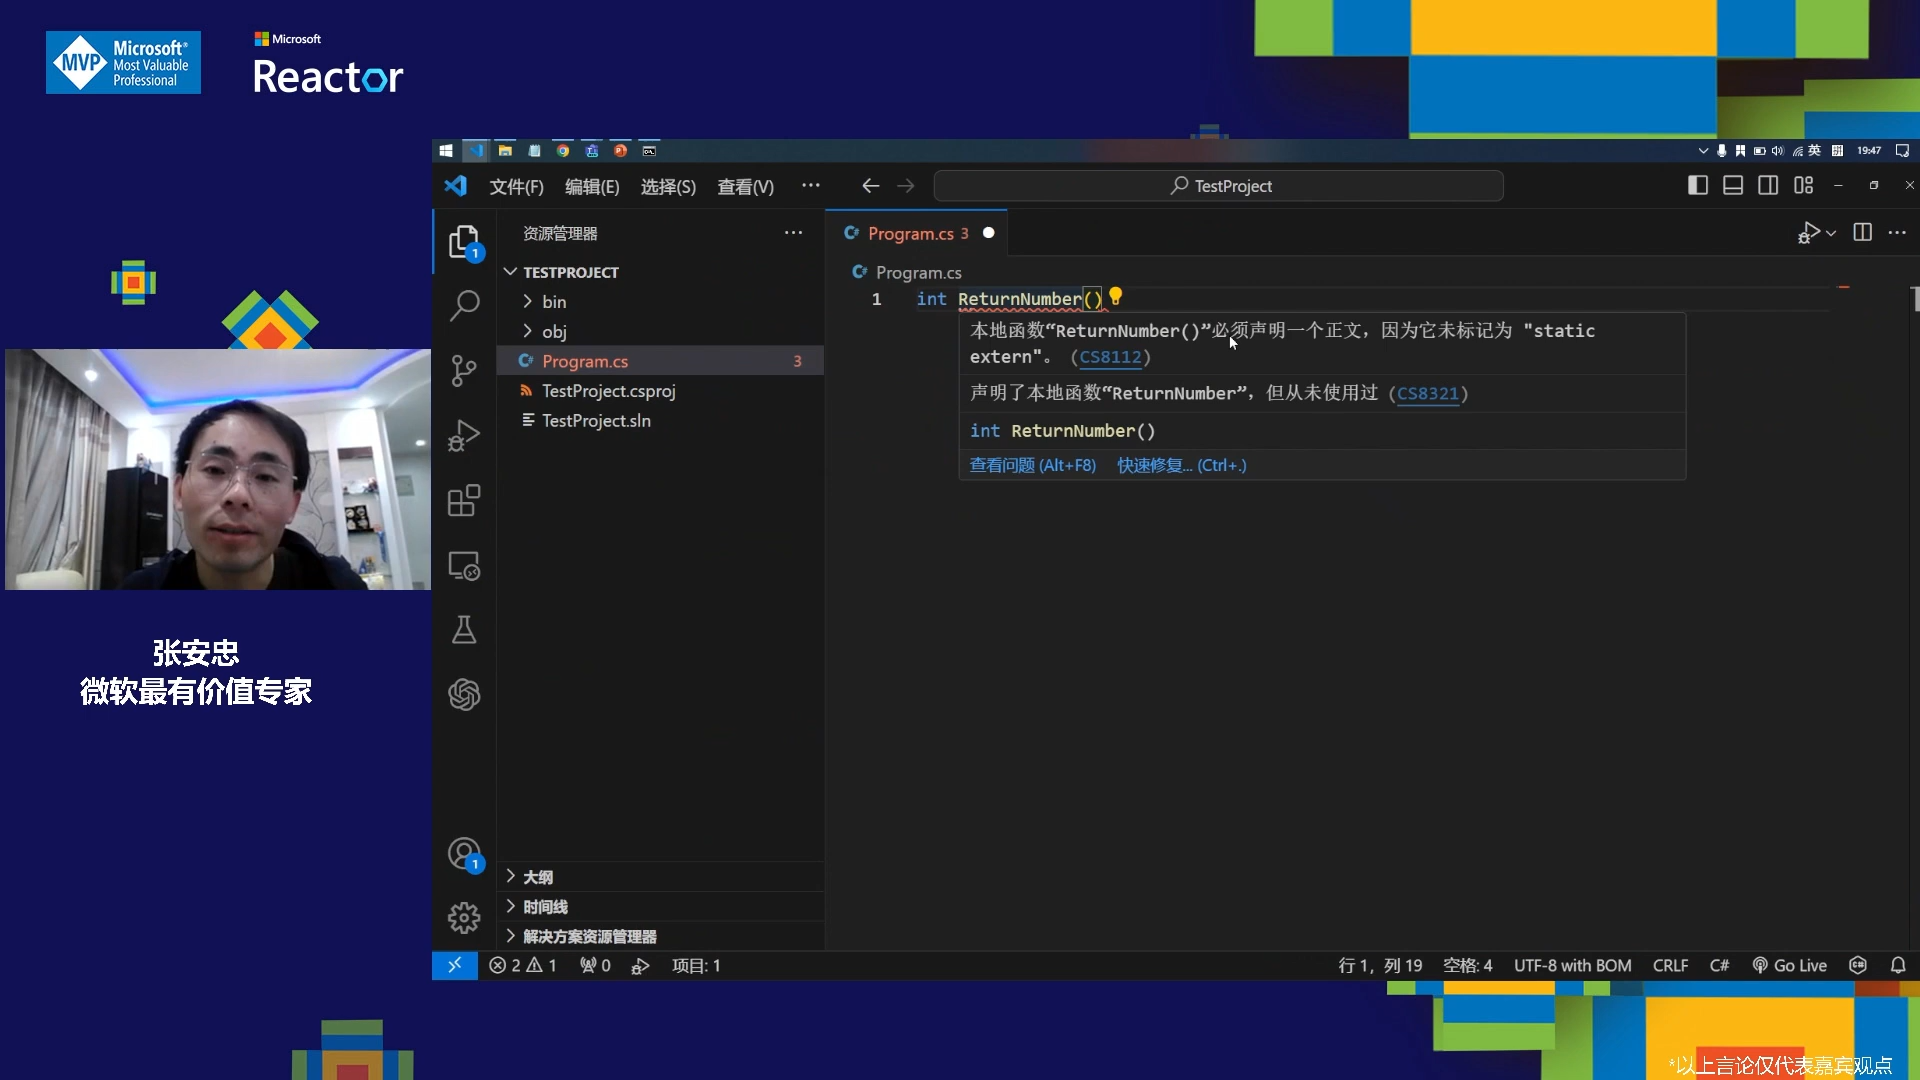 MVP
Microsoft®
Most Valuable
Professional
Microsoft
Reactor
英
19:47
文件(F)
编辑(E)
选择(S)
查看(V)
TestProject
资源管理器
Program.cs 3
1
TESTPROJECT
Program.cs
bin
1 int ReturnNumber()
obj
本地函数“ReturnNumber()”必须声明一个正文，因为它未标记为 "static
extern"。 (CS8112)
Program.cs 3
TestProject.csproj
声明了本地函数“ReturnNumber”，但从未使用过 (CS8321)
TestProject.sln
int ReturnNumber()
查看问题 (Alt+F8) 快速修复... (Ctrl+.)
张安忠
微软最有价值专家
1
大纲
时间线
解决方案资源管理器
2 1 0 项目: 1
行 1，列 19 空格: 4 UTF-8 with BOM CRLF C# Go Live
*以上言论仅代表嘉宾观点